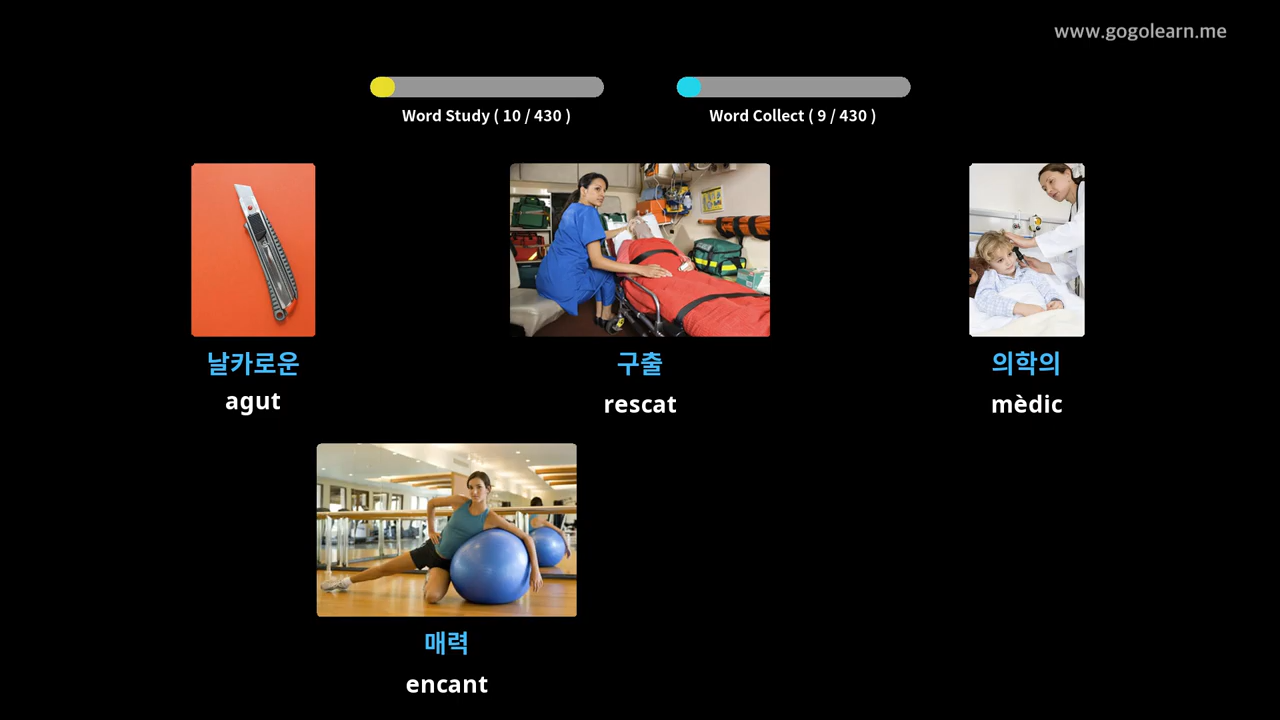 www.gogolearn.me
Word Study ( 10 / 430 )
Word Collect ( 9 / 430 )
날카로운
agut
구출
rescat
의학의
mèdic
매력
encant